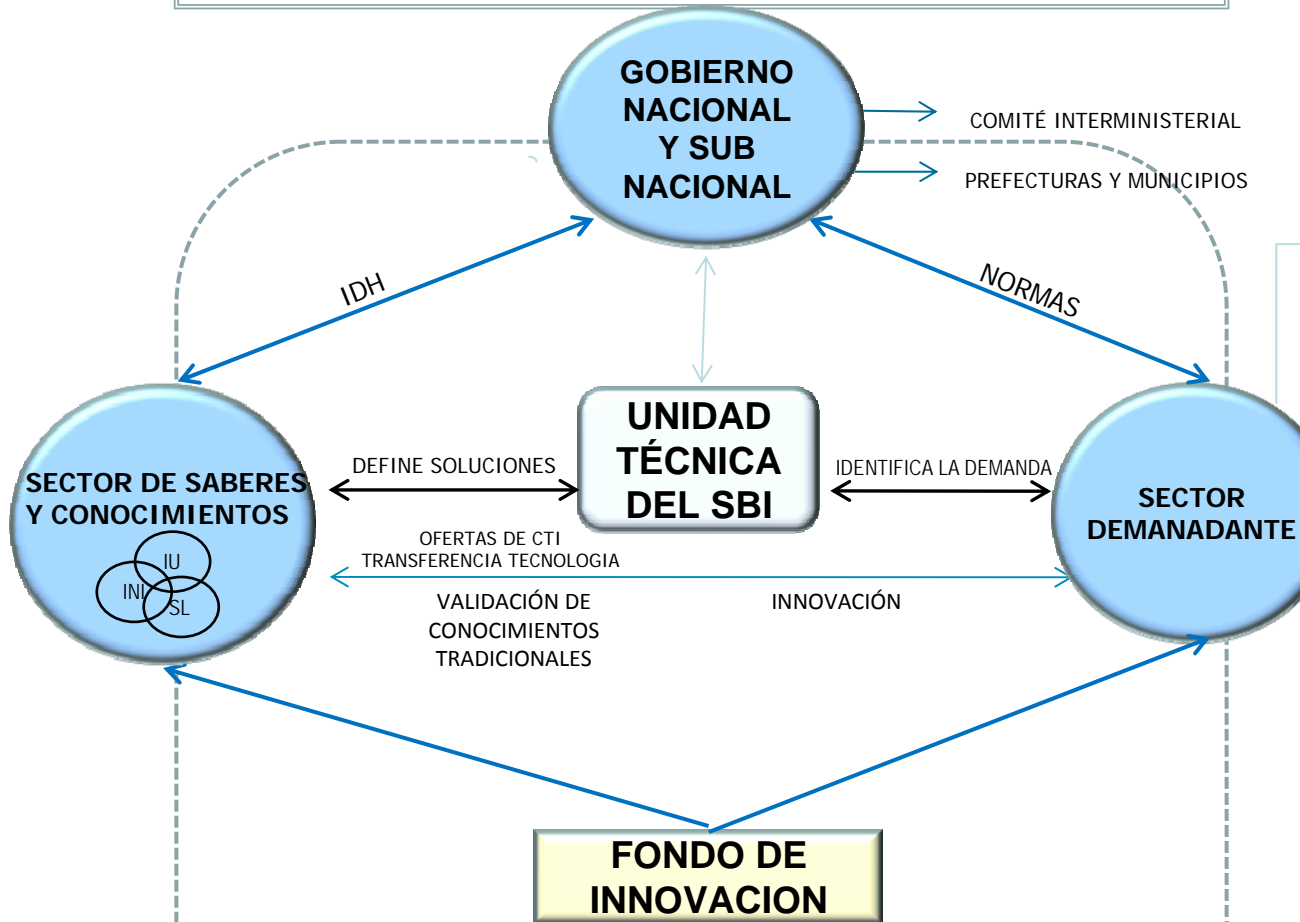 GOBIERNO
NACIONAL
Y SUB
NACIONAL
COMITÉ INTERMINISTERIAL
PREFECTURAS Y MUNICIPIOS
IDH
NORMAS
UNIDAD
TÉCNICA
DEL SBI
DEFINE SOLUCIONES
IDENTIFICA LA DEMANDA
SECTOR DE SABERES
Y CONOCIMIENTOS
IU
INI
SL
SECTOR
DEMANADANTE
OFERTAS DE CTI
TRANSFERENCIA TECNOLOGIA
VALIDACIÓN DE
CONOCIMIENTOS
TRADICIONALES
INNOVACIÓN
FONDO DE
INNOVACION